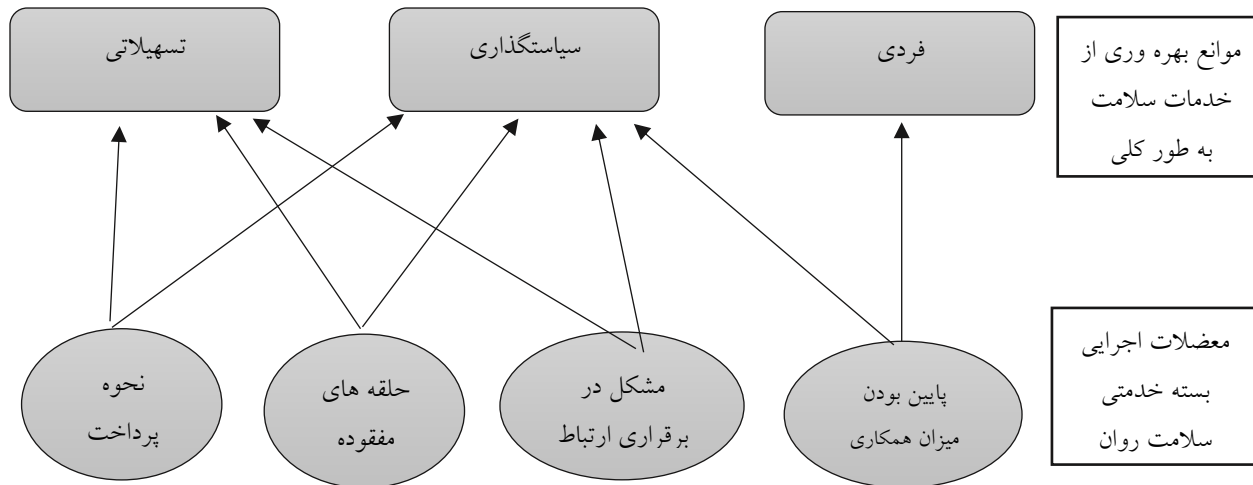 موانع بهره وری از
خدمات سلامت
به طور کلی
فردی
سیاستگذاری
تسهیلاتی
معضلات اجرایی
بسته خدمتی
سلامت روان
پایین بودن
میزان همکاری
مشکل در
برقراری ارتباط
حلقه های
مفقوده
نحوه
پرداخت